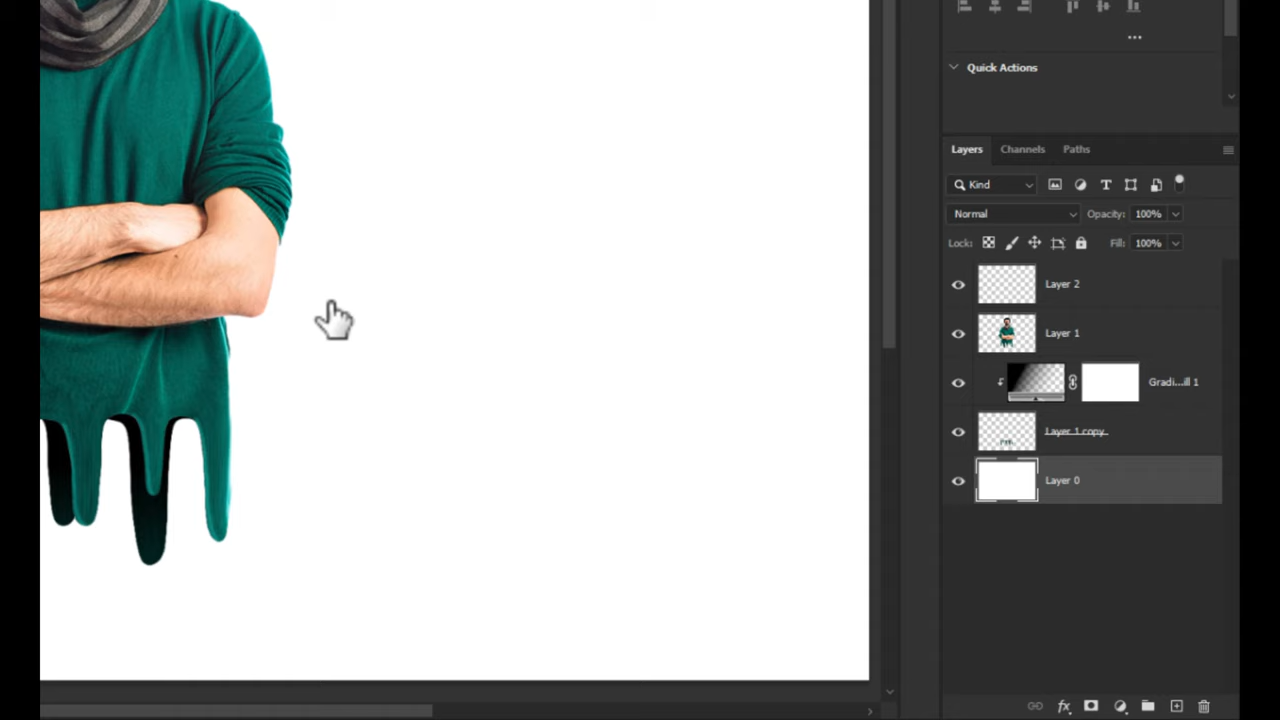 Quick Actions
Layers Channels Paths
Kind
Normal Opacity: 100%
Lock: Fill: 100%
Layer 2
Layer 1
Gradi...ill 1
Layer 1 copy
Layer 0